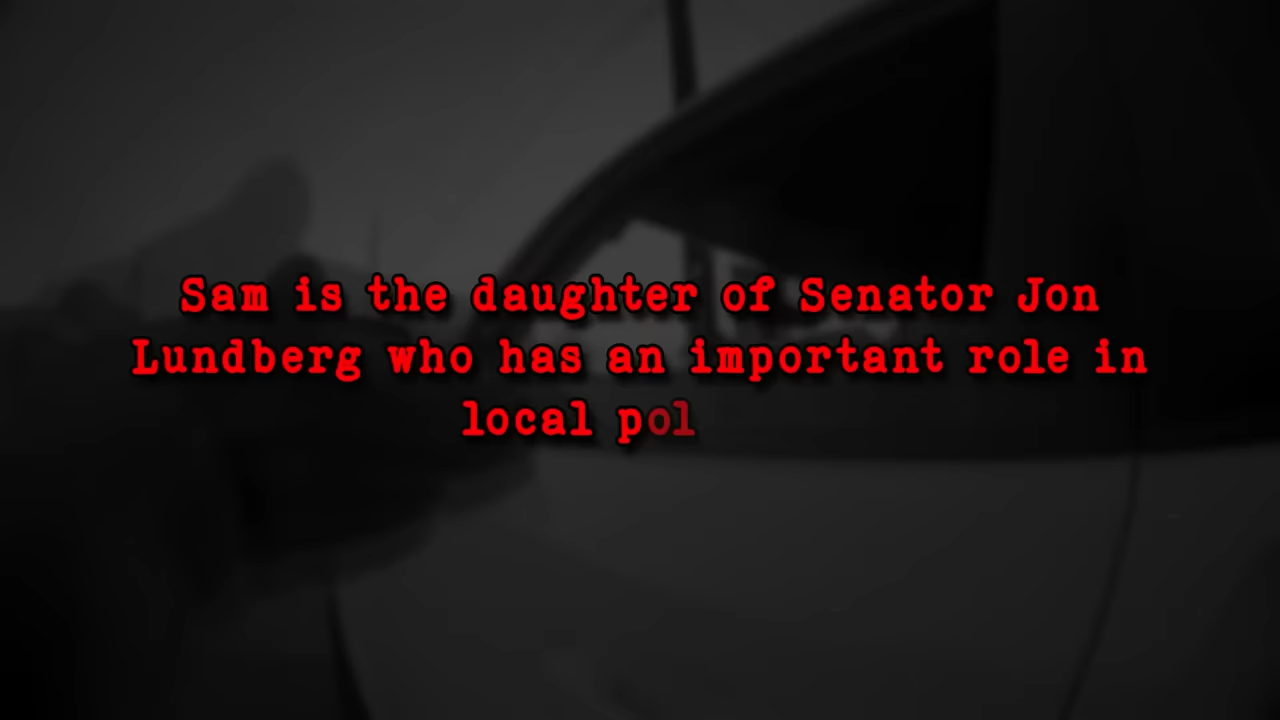 Sam is the daughter of Senator Jon
Lundberg who has an important role in
local pol